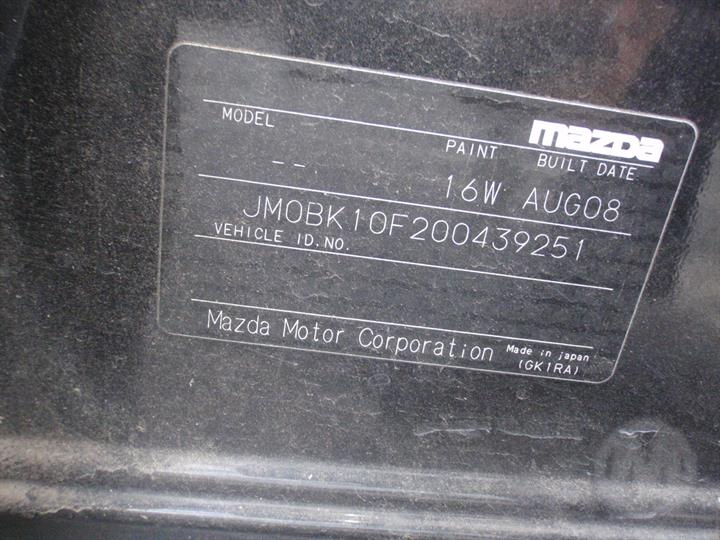 mazda
MODEL PAINT BUILT DATE
-- 16W AUG08
JM0BK10F200439251
VEHICLE ID.NO.
Mazda Motor Corporation Made in japan
(GK1RA)